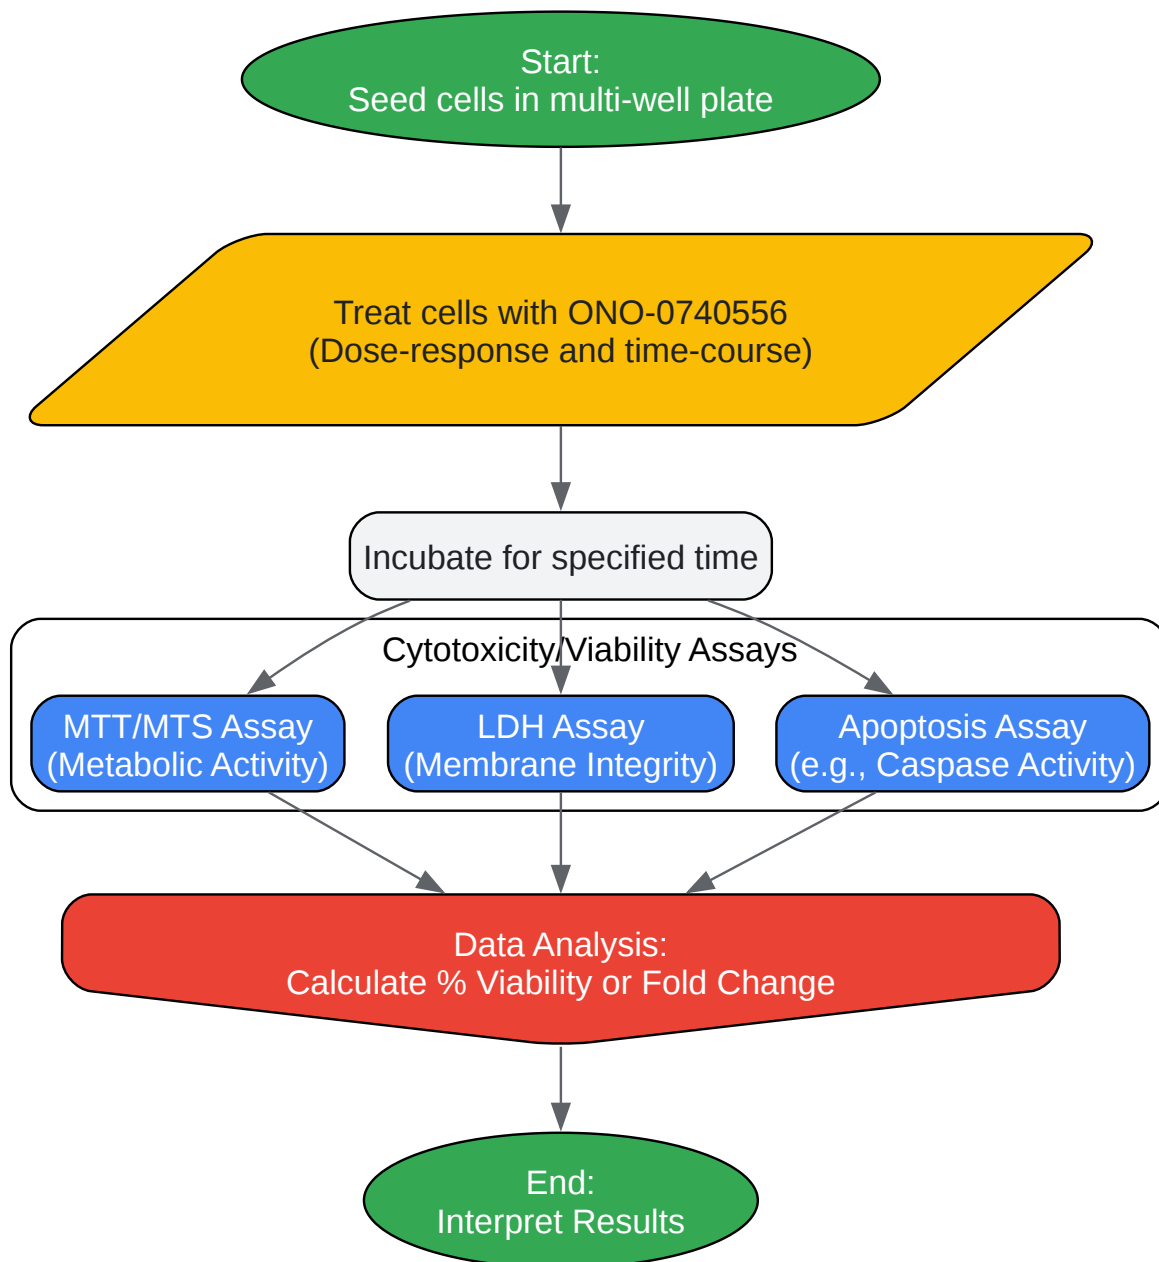 Start:
Seed cells in multi-well plate
Treat cells with ONO-0740556
(Dose-response and time-course)
Incubate for specified time
Cytotoxicity/Viability Assays
MTT/MTS Assay
(Metabolic Activity)
LDH Assay
(Membrane Integrity)
Apoptosis Assay
(e.g., Caspase Activity)
Data Analysis:
Calculate % Viability or Fold Change
End:
Interpret Results